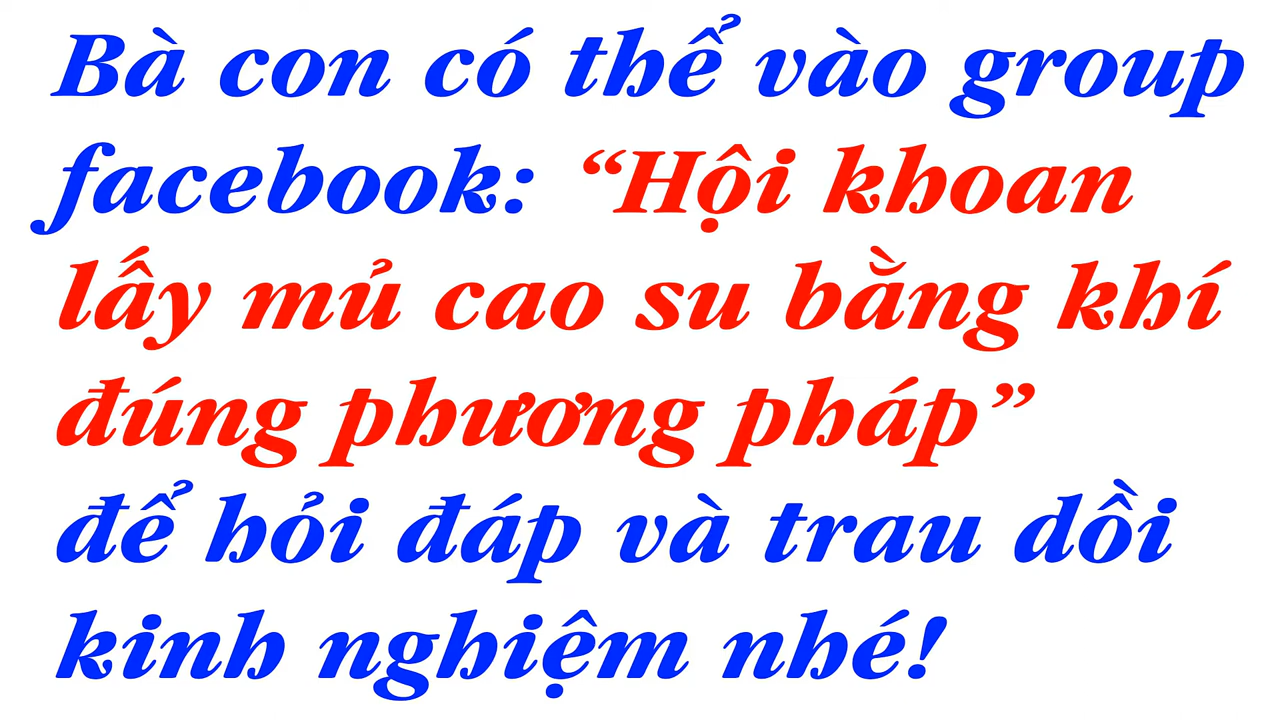 Bà con có thể vào group
facebook: “Hội khoan
lấy mủ cao su bằng khí
đúng phương pháp”
để hỏi đáp và trau dồi
kinh nghiệm nhé!